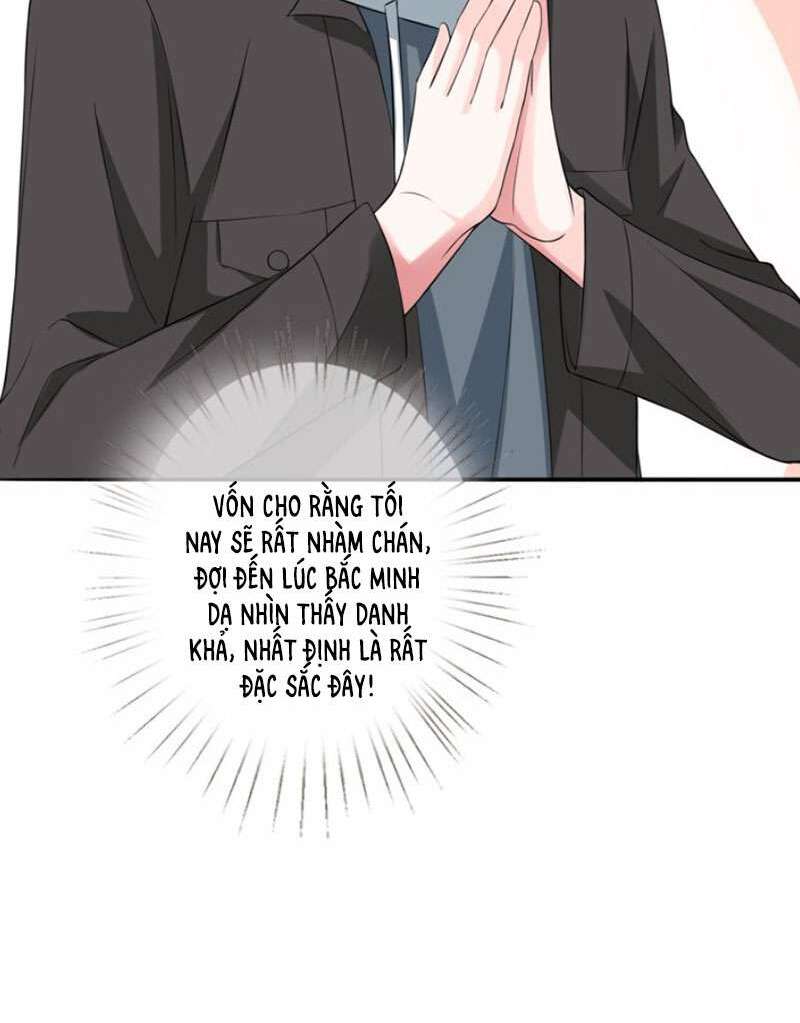 VỐN CHO RẰNG TỐI
NAY SẼ RẤT NHÀM CHÁN,
ĐỢI ĐẾN LÚC BẮC MINH
DẠ NHÌN THẤY DANH
KHẢ, NHẤT ĐỊNH LÀ RẤT
ĐẶC SẮC ĐÂY!